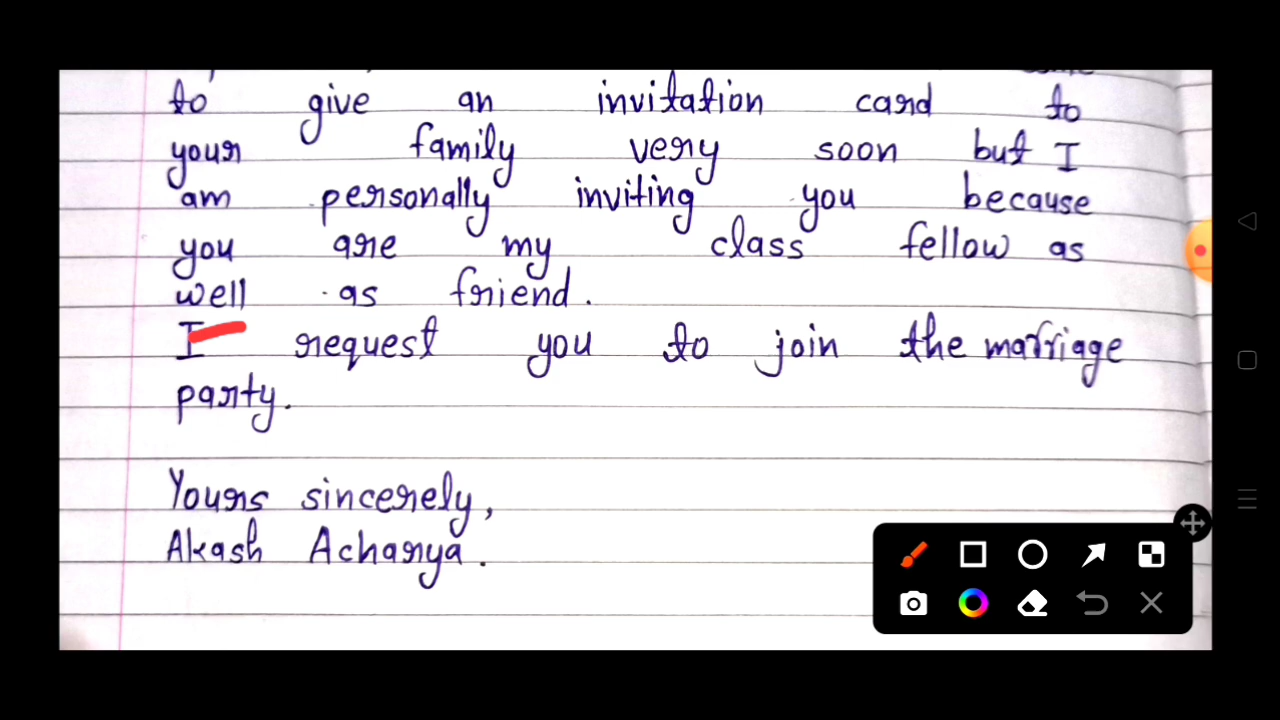 to give an invitation card to
your family very soon but I
am personally inviting you because
you are my class fellow as
well as friend.
I request you to join the marriage
party.
Yours sincerely,
Akash Acharya.